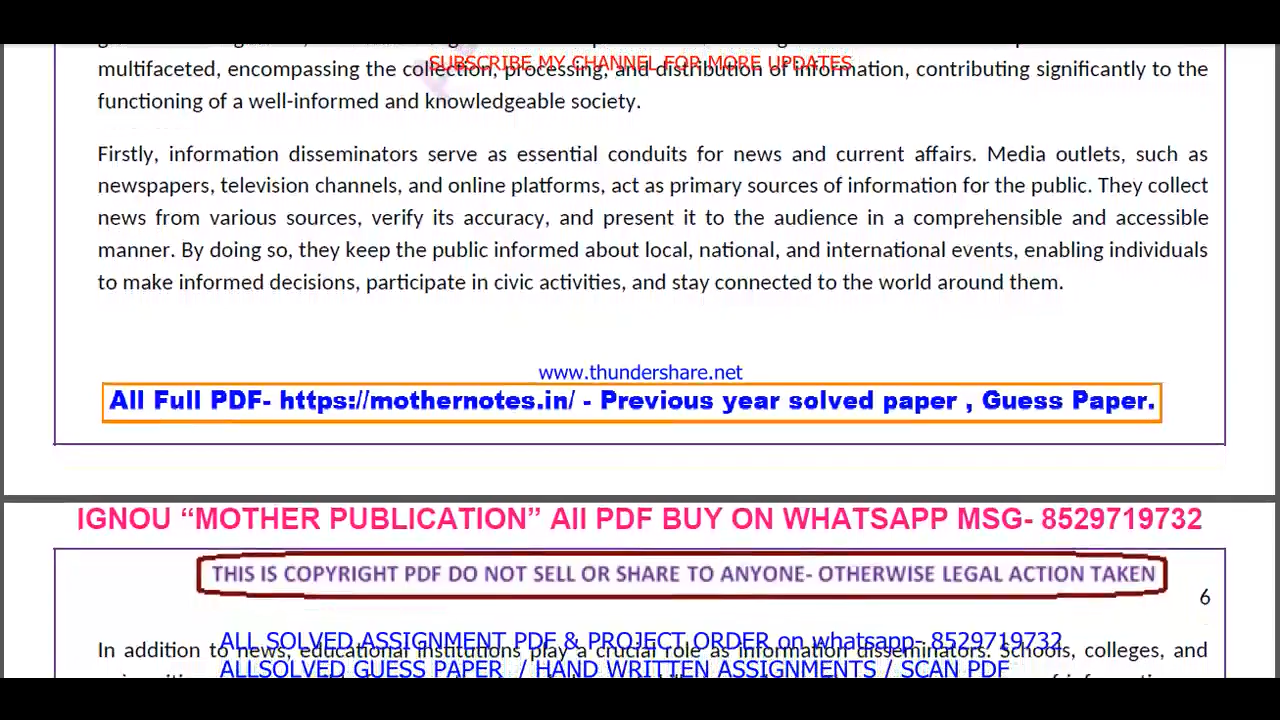 SUBSCRIBE MY CHANNEL FOR MORE UPDATES
multifaceted, encompassing the collection, processing, and distribution of information, contributing significantly to the
functioning of a well-informed and knowledgeable society.
Firstly, information disseminators serve as essential conduits for news and current affairs. Media outlets, such as
newspapers, television channels, and online platforms, act as primary sources of information for the public. They collect
news from various sources, verify its accuracy, and present it to the audience in a comprehensible and accessible
manner. By doing so, they keep the public informed about local, national, and international events, enabling individuals
to make informed decisions, participate in civic activities, and stay connected to the world around them.
www.thundershare.net
All Full PDF- https://mothernotes.in/ - Previous year solved paper , Guess Paper.
IGNOU “MOTHER PUBLICATION” All PDF BUY ON WHATSAPP MSG- 8529719732
THIS IS COPYRIGHT PDF DO NOT SELL OR SHARE TO ANYONE- OTHERWISE LEGAL ACTION TAKEN
6
ALL SOLVED ASSIGNMENT PDF & PROJECT ORDER on whatsapp- 8529719732
In addition to news, educational institutions play a crucial role as information disseminators. Schools, colleges, and
ALLSOLVED GUESS PAPER / HAND WRITTEN ASSIGNMENTS / SCAN PDF